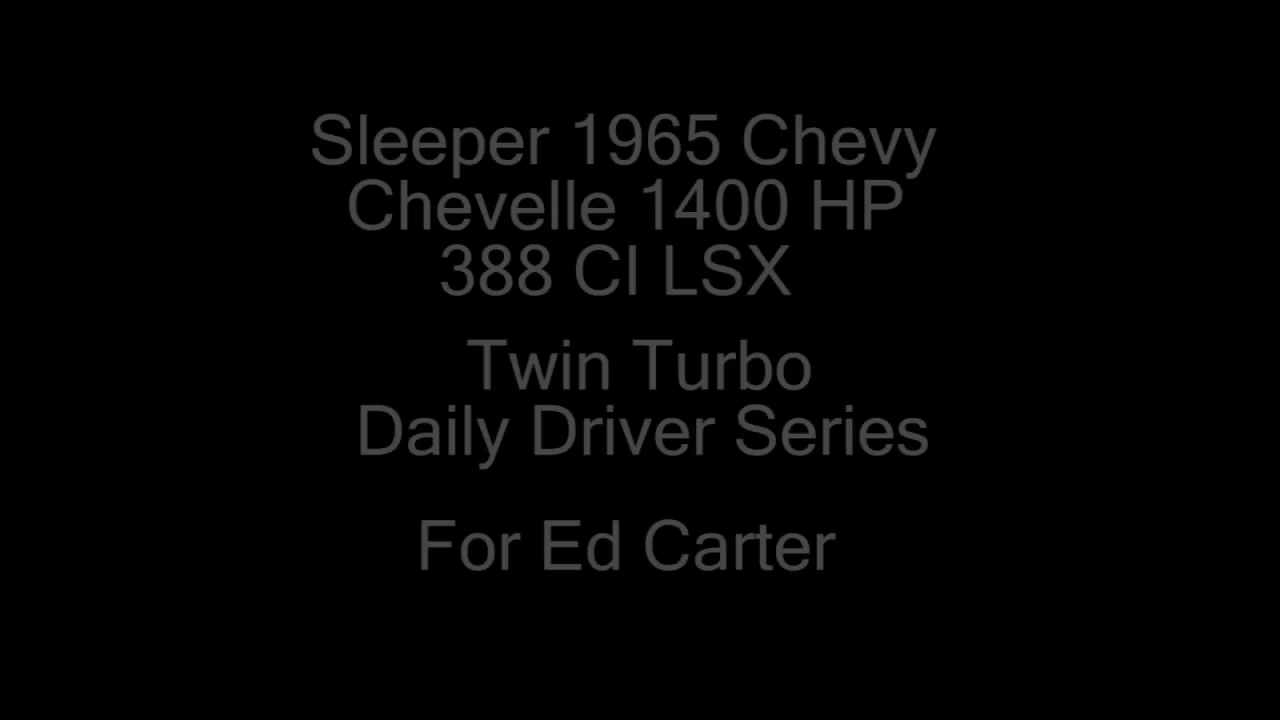 Sleeper 1965 Chevy
Chevelle 1400 HP
388 CI LSX
Twin Turbo
Daily Driver Series
For Ed Carter